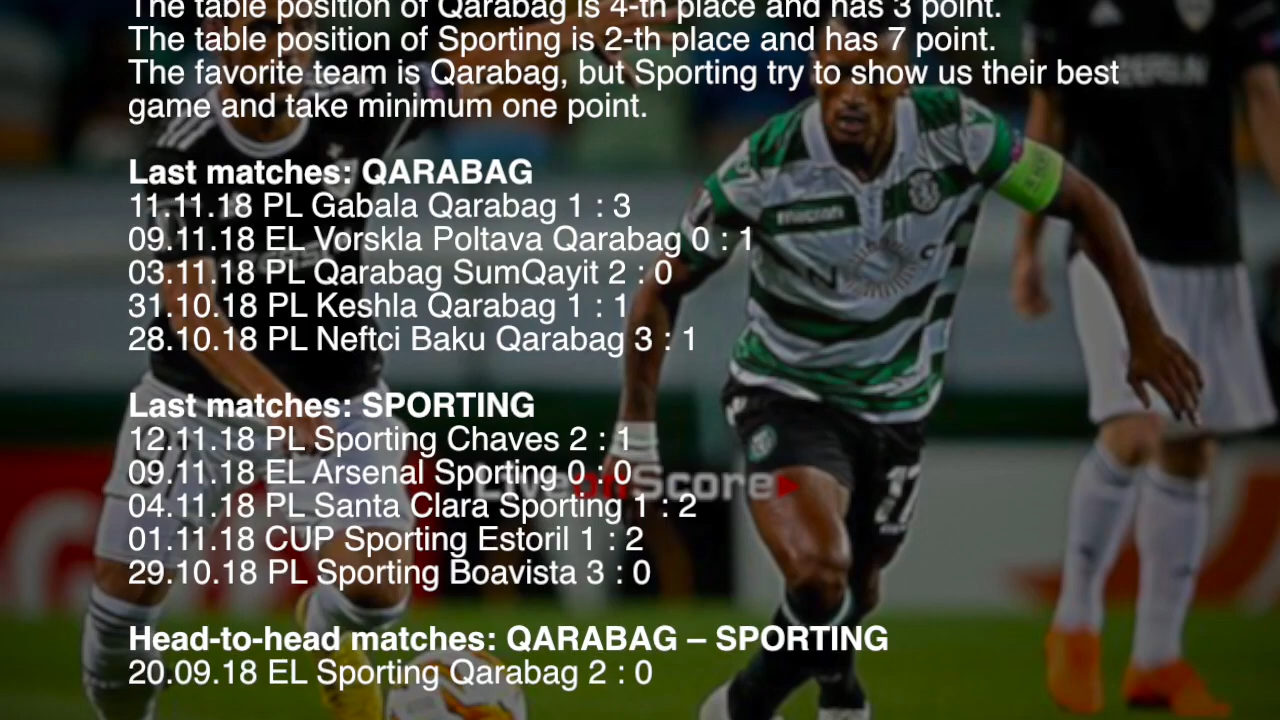 The table position of Qarabag is 4-th place and has 3 point.
The table position of Sporting is 2-th place and has 7 point.
The favorite team is Qarabag, but Sporting try to show us their best
game and take minimum one point.
Last matches: QARABAG
11.11.18 PL Gabala Qarabag 1 : 3
09.11.18 EL Vorskla Poltava Qarabag 0 : 1
03.11.18 PL Qarabag SumQayit 2 : 0
31.10.18 PL Keshla Qarabag 1 : 1
28.10.18 PL Neftci Baku Qarabag 3 : 1
Last matches: SPORTING
12.11.18 PL Sporting Chaves 2 : 1
09.11.18 EL Arsenal Sporting 0 : 0
LiveonScore
04.11.18 PL Santa Clara Sporting 1 : 2
01.11.18 CUP Sporting Estoril 1 : 2
29.10.18 PL Sporting Boavista 3 : 0
Head-to-head matches: QARABAG – SPORTING
20.09.18 EL Sporting Qarabag 2 : 0
17